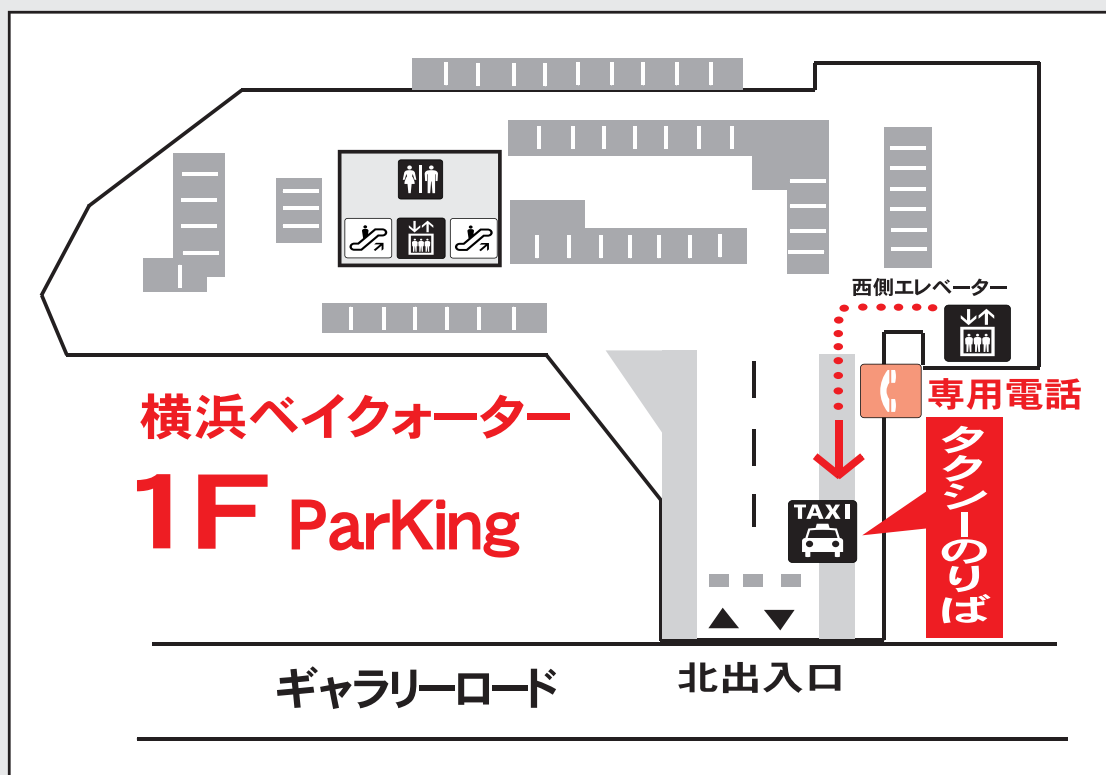 西側エレベーター
専用電話
横浜ベイクォーター
1F ParKing
タクシーのりば
TAXI
ギャラリーロード
北出入口